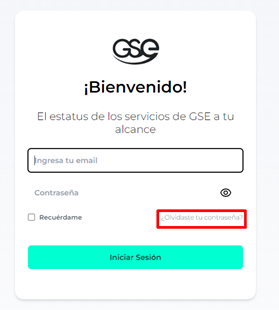 gse
¡Bienvenido!
El estatus de los servicios de GSE a tu
alcance
Ingresa tu email
Contraseña
Recuérdame
¿Olvidaste tu contraseña?
Iniciar Sesión